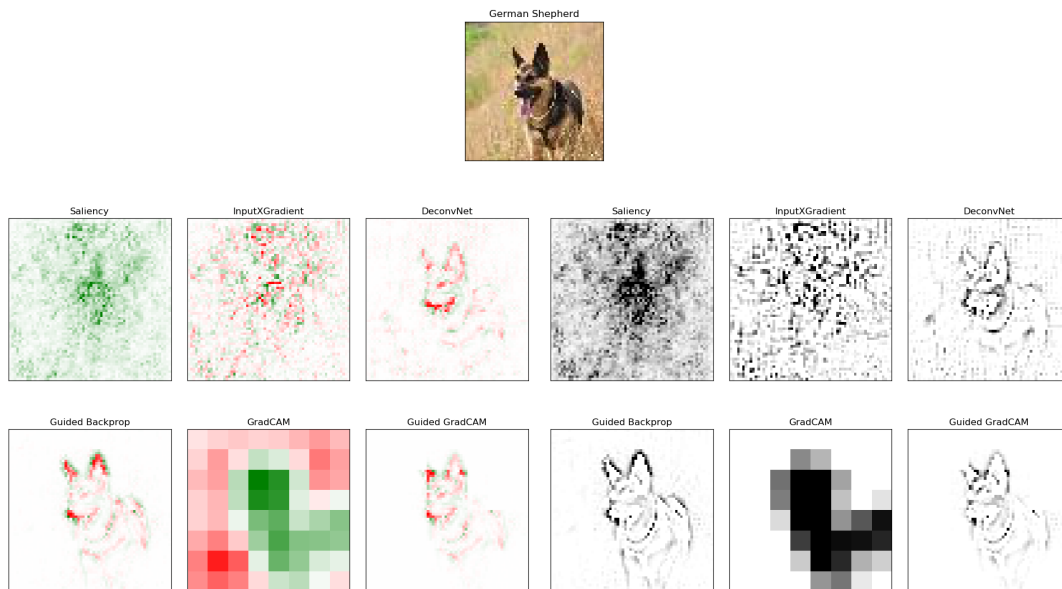 German Shepherd
Saliency
InputXGradient
DeconvNet
Saliency
InputXGradient
DeconvNet
Guided Backprop
GradCAM
Guided GradCAM
Guided Backprop
GradCAM
Guided GradCAM